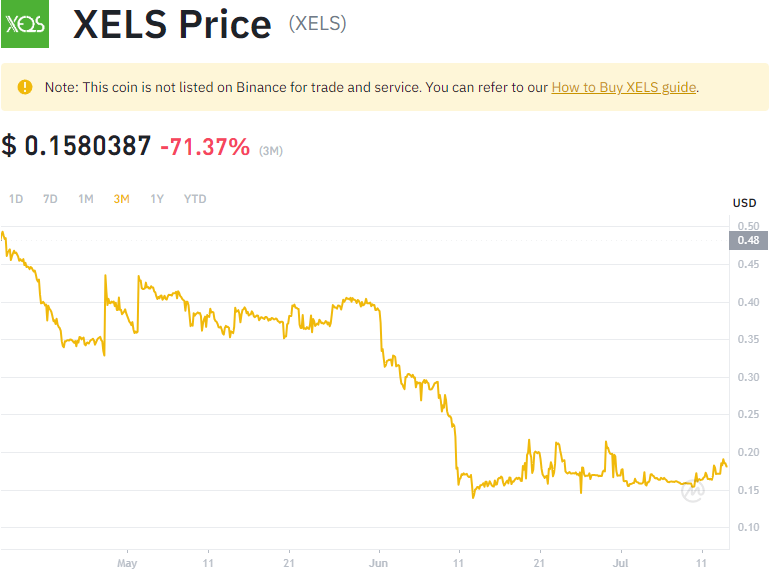 XELS
XELS Price (XELS)
Note: This coin is not listed on Binance for trade and service. You can refer to our How to Buy XELS guide.
$ 0.1580387 -71.37% (3M)
1D 7D 1M 3M 1Y YTD
USD
0.50
0.48
0.45
0.40
0.35
0.30
0.25
0.20
0.15
0.10
May 11 21 Jun 11 21 Jul 11